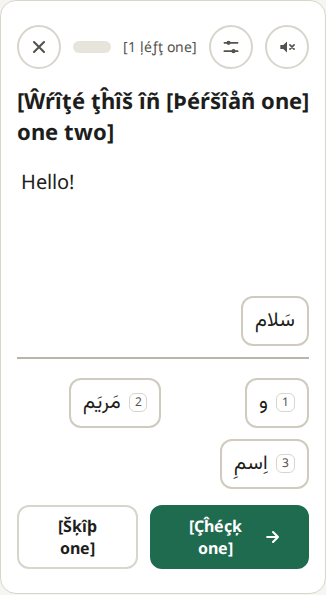 [1 ļéƒţ one]
[Ŵŕîţé ţĥîš îñ [Þéŕšîåñ one]
one two]
Hello!
سَلام
1 و
2 مَریَم
3 اِسمِ
[Šķîþ
one]
[Çĥéçķ
one]